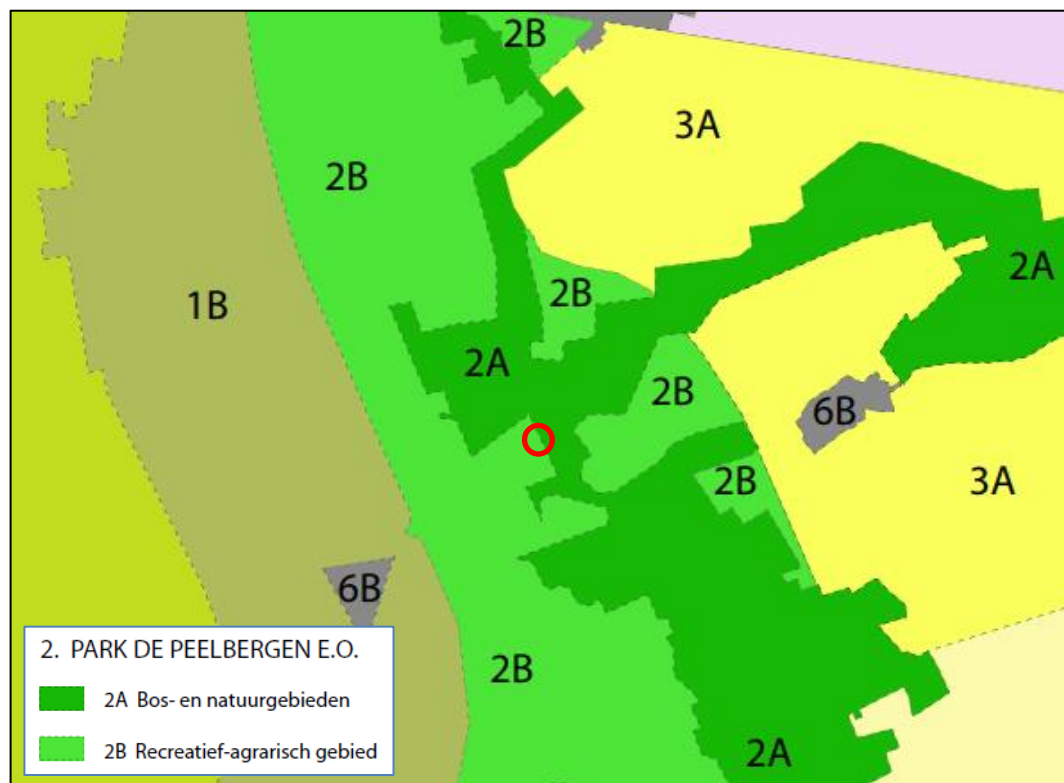 2B
3A
2B
2A
1B
2B
2A
2B
6B
2B
3A
6B
2B
2A
2. PARK DE PEELBERGEN E.O.
2A Bos- en natuurgebieden
2B Recreatief-agrarisch gebied